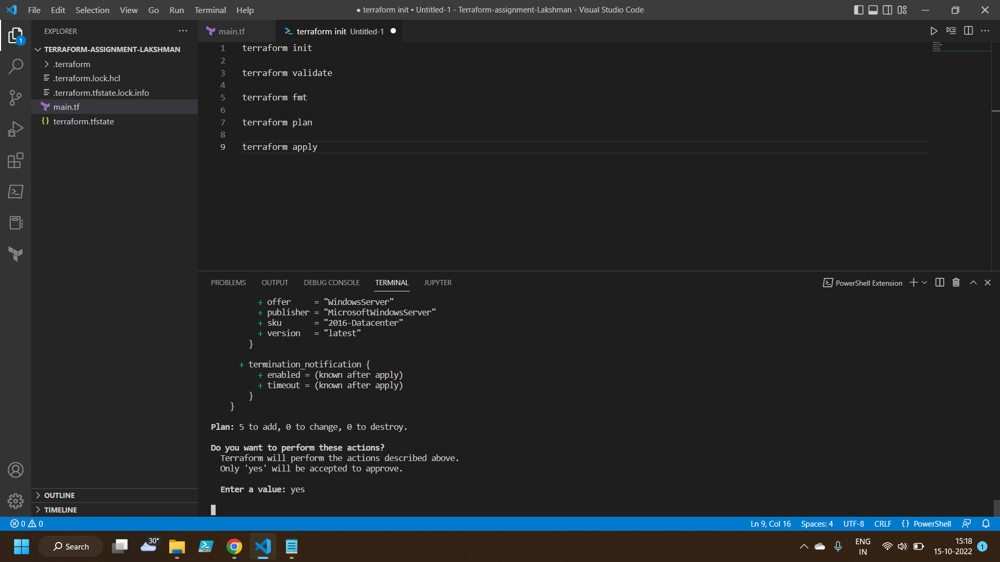 File Edit Selection View Go Run Terminal Help
● terraform init • Untitled-1 - Terraform-assignment-Lakshman - Visual Studio Code
EXPLORER
TERRAFORM-ASSIGNMENT-LAKSHMAN
.terraform
.terraform.lock.hcl
.terraform.tfstate.lock.info
main.tf
{} terraform.tfstate
OUTLINE
TIMELINE
1
main.tf
terraform init Untitled-1
1 terraform init
2
3 terraform validate
4
5 terraform fmt
6
7 terraform plan
8
9 terraform apply
PROBLEMS OUTPUT DEBUG CONSOLE TERMINAL JUPYTER
PowerShell Extension
+ offer = "WindowsServer"
+ publisher = "MicrosoftWindowsServer"
+ sku = "2016-Datacenter"
+ version = "latest"
}
+ termination_notification {
+ enabled = (known after apply)
+ timeout = (known after apply)
}
}
Plan: 5 to add, 0 to change, 0 to destroy.
Do you want to perform these actions?
Terraform will perform the actions described above.
Only 'yes' will be accepted to approve.
Enter a value: yes
0 0
Ln 9, Col 16 Spaces: 4 UTF-8 CRLF {} PowerShell
Search
30°
ENG
IN
15:18
15-10-2022
1